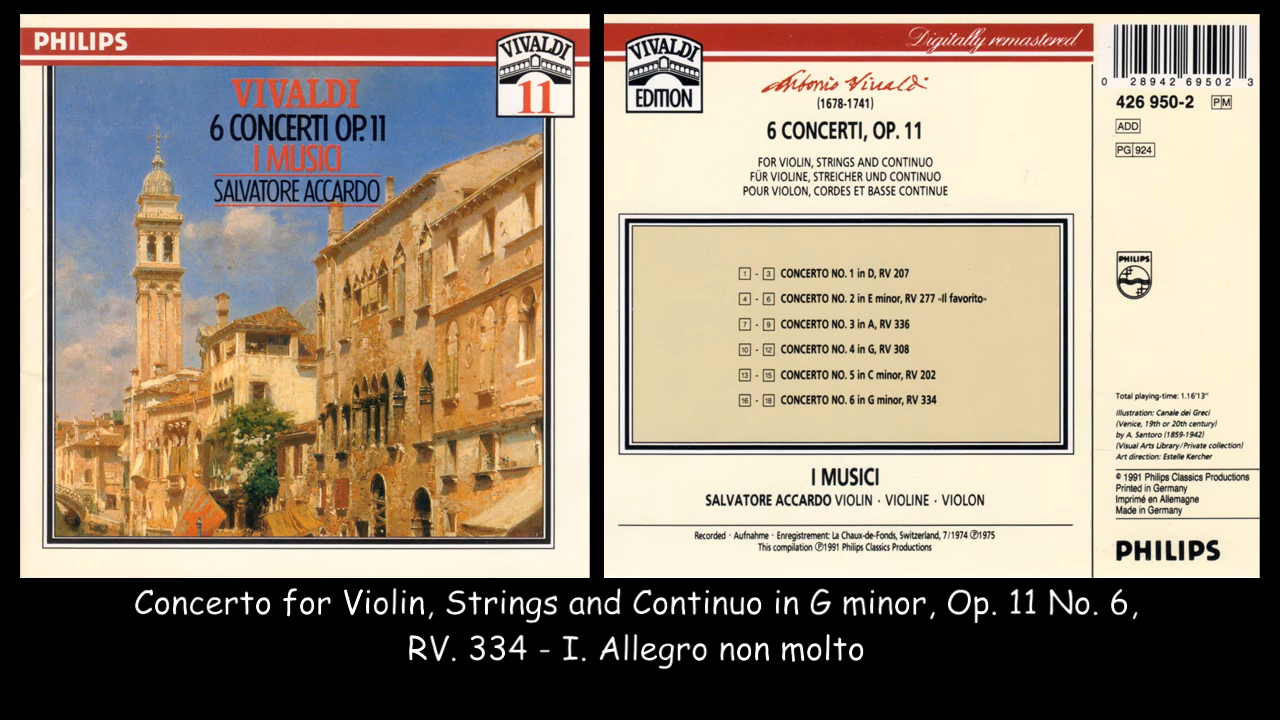 PHILIPS
VIVALDI
11
VIVALDI
6 CONCERTI OP. 11
I MUSICI
SALVATORE ACCARDO
Digitally remastered
VIVALDI
EDITION
Antonio Vivaldi
(1678-1741)
6 CONCERTI, OP. 11
FOR VIOLIN, STRINGS AND CONTINUO
FÜR VIOLINE, STREICHER UND CONTINUO
POUR VIOLON, CORDES ET BASSE CONTINUE
1 - 3 CONCERTO NO. 1 in D, RV 207
4 - 6 CONCERTO NO. 2 in E minor, RV 277 «Il favorito»
7 - 9 CONCERTO NO. 3 in A, RV 336
10 - 12 CONCERTO NO. 4 in G, RV 308
13 - 15 CONCERTO NO. 5 in C minor, RV 202
16 - 18 CONCERTO NO. 6 in G minor, RV 334
I MUSICI
SALVATORE ACCARDO VIOLIN · VIOLINE · VIOLON
Recorded · Aufnahme · Enregistrement: La Chaux-de-Fonds, Switzerland, 7/1974 ℗1975
This compilation ℗1991 Philips Classics Productions
0 28942 69502 3
426 950-2 PM
ADD
PG 924
PHILIPS
Total playing-time: 1.16'13"
Illustration: Canale dei Greci
(Venice, 19th or 20th century)
by A. Santoro (1859-1942)
(Visual Arts Library/Private collection)
Art direction: Estelle Kercher
© 1991 Philips Classics Productions
Printed in Germany
Imprimé en Allemagne
Made in Germany
PHILIPS
Concerto for Violin, Strings and Continuo in G minor, Op. 11 No. 6,
RV. 334 - I. Allegro non molto